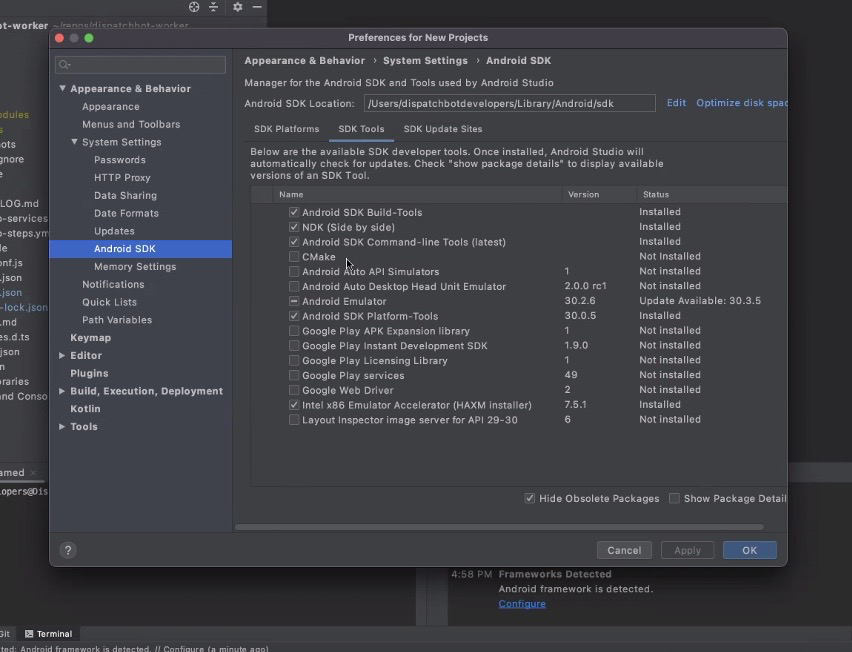 ot-worker ~/repos/dispatchbot-worker
Preferences for New Projects
Appearance & Behavior
Appearance
Menus and Toolbars
System Settings
Passwords
HTTP Proxy
Data Sharing
Date Formats
Updates
Android SDK
Memory Settings
Notifications
Quick Lists
Path Variables
Keymap
Editor
Plugins
Build, Execution, Deployment
Kotlin
Tools
Appearance & Behavior › System Settings › Android SDK
Manager for the Android SDK and Tools used by Android Studio
Android SDK Location: /Users/dispatchbotdevelopers/Library/Android/sdk Edit Optimize disk spac
SDK Platforms SDK Tools SDK Update Sites
Below are the available SDK developer tools. Once installed, Android Studio will
automatically check for updates. Check "show package details" to display available
versions of an SDK Tool.
Name Version Status
Android SDK Build-Tools Installed
NDK (Side by side) Installed
Android SDK Command-line Tools (latest) Installed
CMake Not Installed
Android Auto API Simulators 1 Not installed
Android Auto Desktop Head Unit Emulator 2.0.0 rc1 Not installed
Android Emulator 30.2.6 Update Available: 30.3.5
Android SDK Platform-Tools 30.0.5 Installed
Google Play APK Expansion library 1 Not installed
Google Play Instant Development SDK 1.9.0 Not installed
Google Play Licensing Library 1 Not installed
Google Play services 49 Not installed
Google Web Driver 2 Not installed
Intel x86 Emulator Accelerator (HAXM installer) 7.5.1 Installed
Layout Inspector image server for API 29-30 6 Not installed
Hide Obsolete Packages Show Package Detail
? Cancel Apply OK
odules
s
ots
gnore
e
LOG.md
o-services
o-steps.ym
le
onf.js
.json
.json
-lock.json
.md
es.d.ts
json
n
oraries
and Conso
amed ×
lopers@Dis
4:58 PM Frameworks Detected
Android framework is detected.
Configure
Git Terminal
cted: Android framework is detected. // Configure (a minute ago)